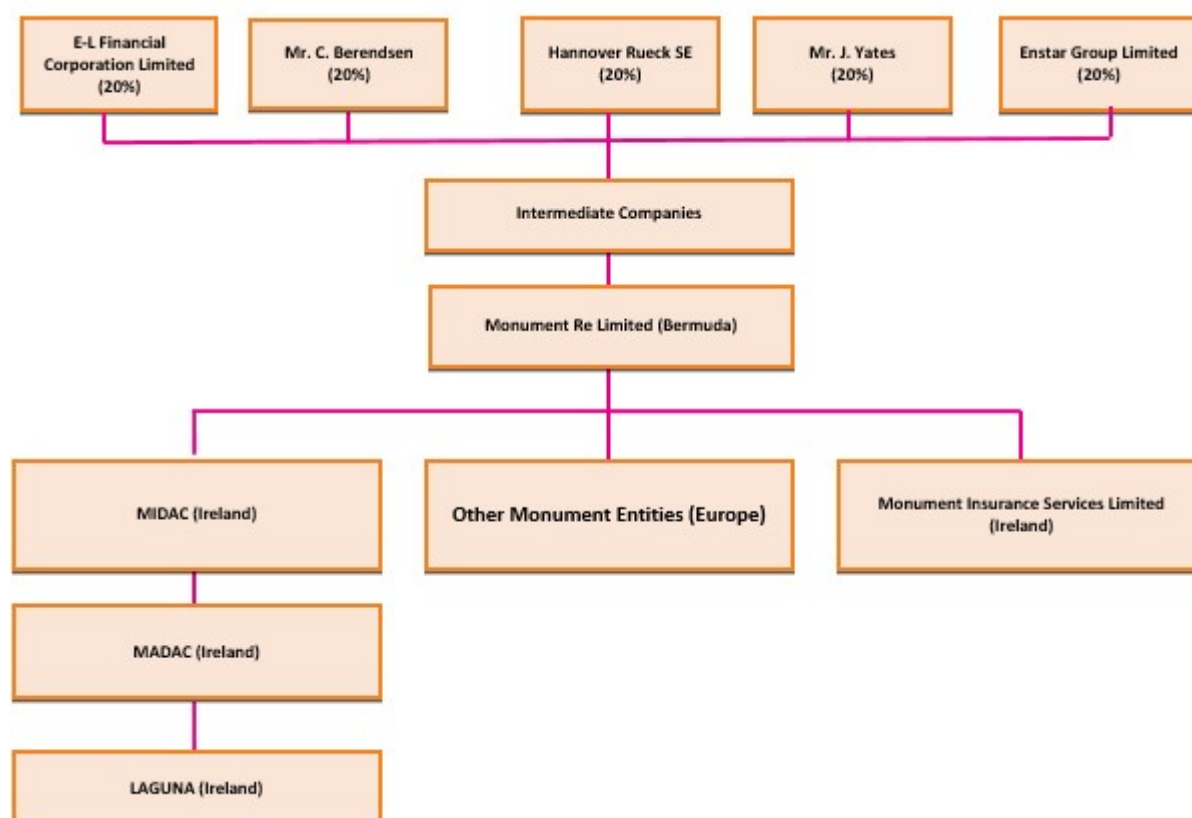 E-L Financial
Corporation Limited
(20%)
Mr. C. Berendsen
(20%)
Hannover Rueck SE
(20%)
Mr. J. Yates
(20%)
Enstar Group Limited
(20%)
Intermediate Companies
Monument Re Limited (Bermuda)
MIDAC (Ireland)
Other Monument Entities (Europe)
Monument Insurance Services Limited
(Ireland)
MADAC (Ireland)
LAGUNA (Ireland)